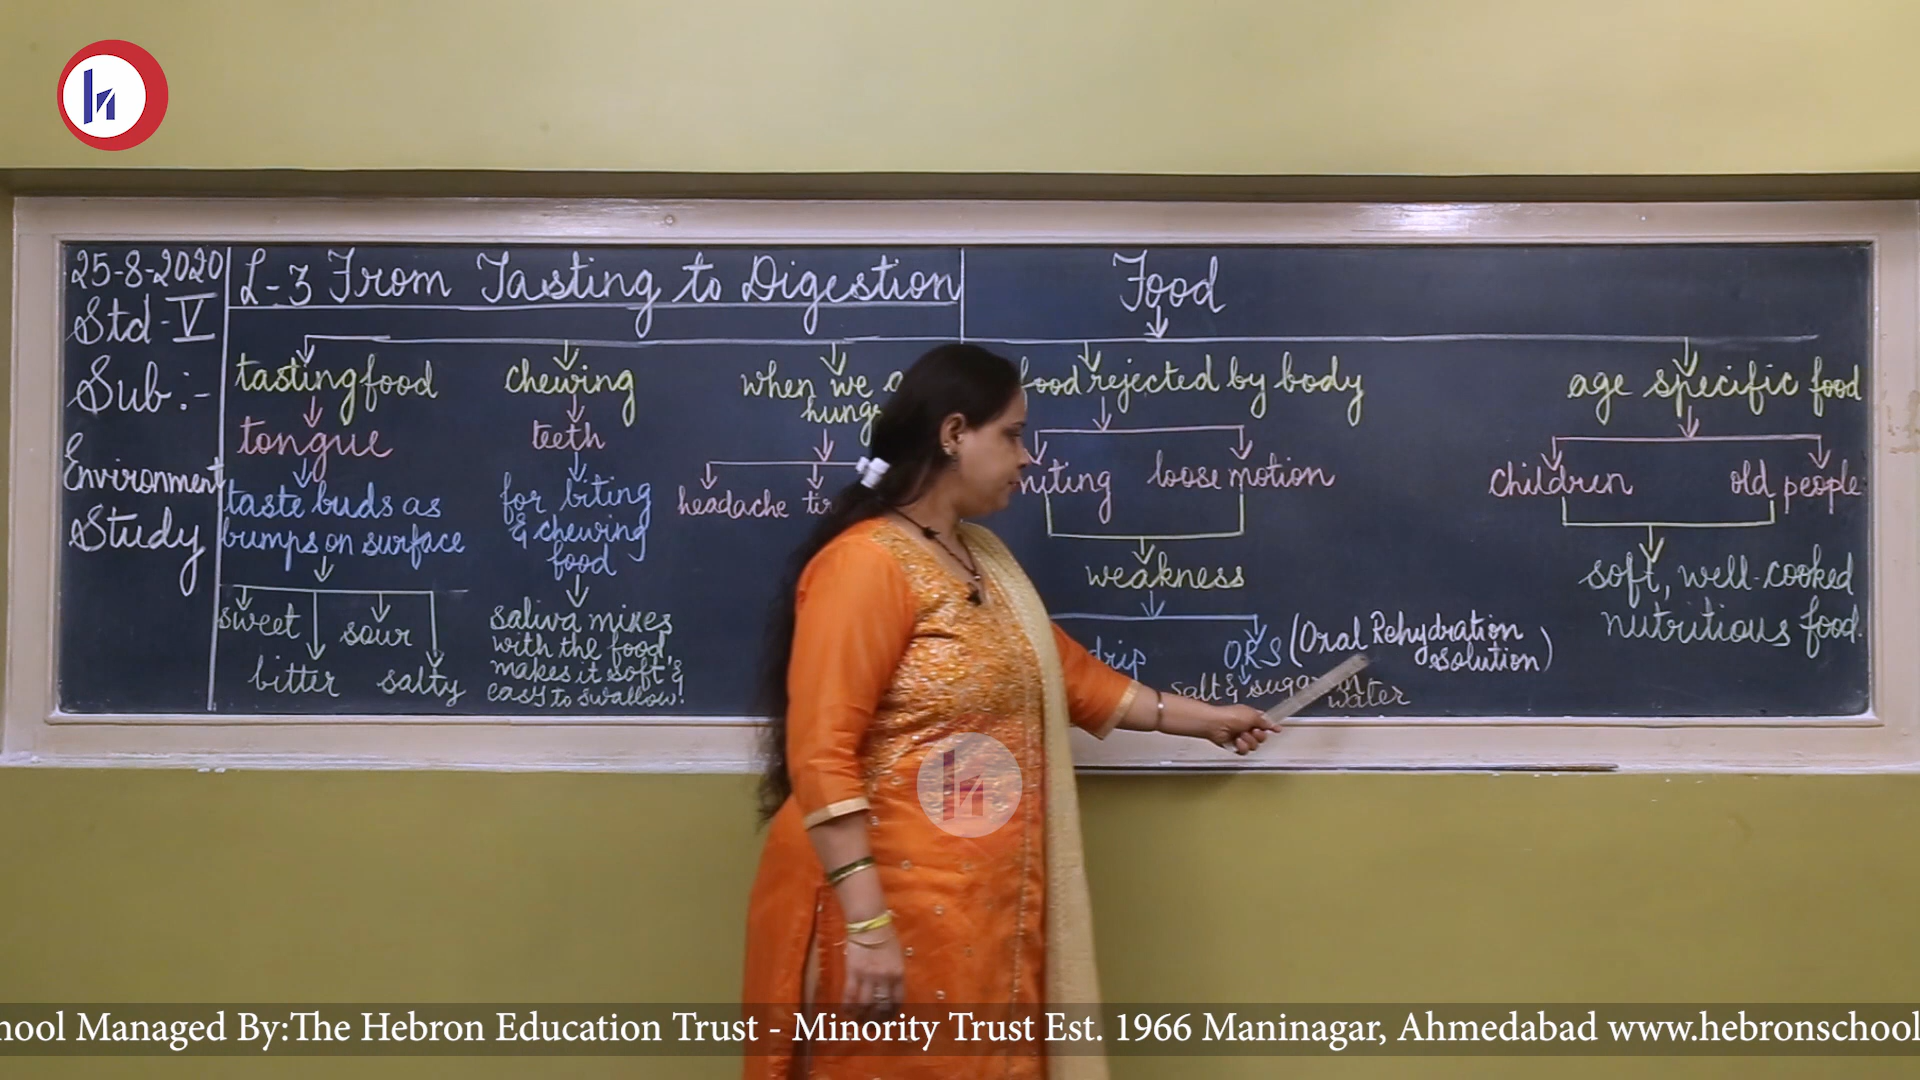 25-8-2020
Std-V
Sub:-
Environment
Study
L-3 From Tasting to Digestion
Food
tasting food
tongue
taste buds as
bumps on surface
sweet
sour
bitter
salty
chewing
teeth
for biting
& chewing
food
saliva mixes
with the food,
makes it soft &
easy to swallow!
when we
headache
food rejected by body
loose motion
weakness
drip
ORS (Oral Rehydration
solution)
salt & sugar in
water
age specific food
children
old people
soft, well-cooked
nutritious food.
Managed By:The Hebron Education Trust - Minority Trust Est. 1966 Maninagar, Ahmedabad www.hebronschool